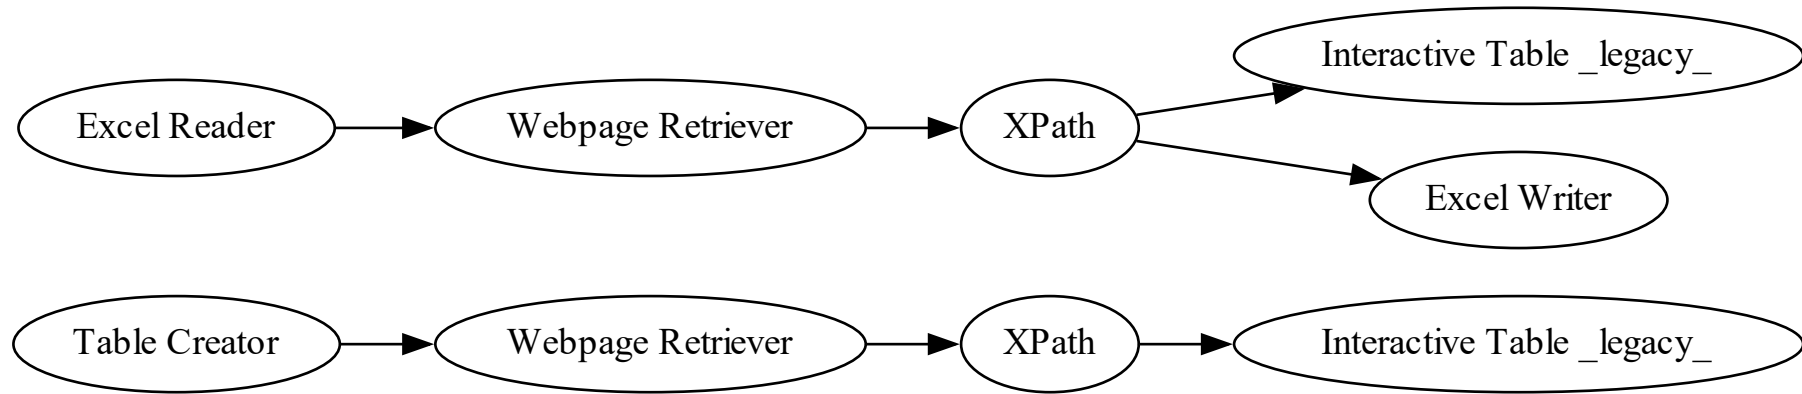 Interactive Table _legacy_
Excel Reader
Webpage Retriever
XPath
Excel Writer
Table Creator
Webpage Retriever
XPath
Interactive Table _legacy_